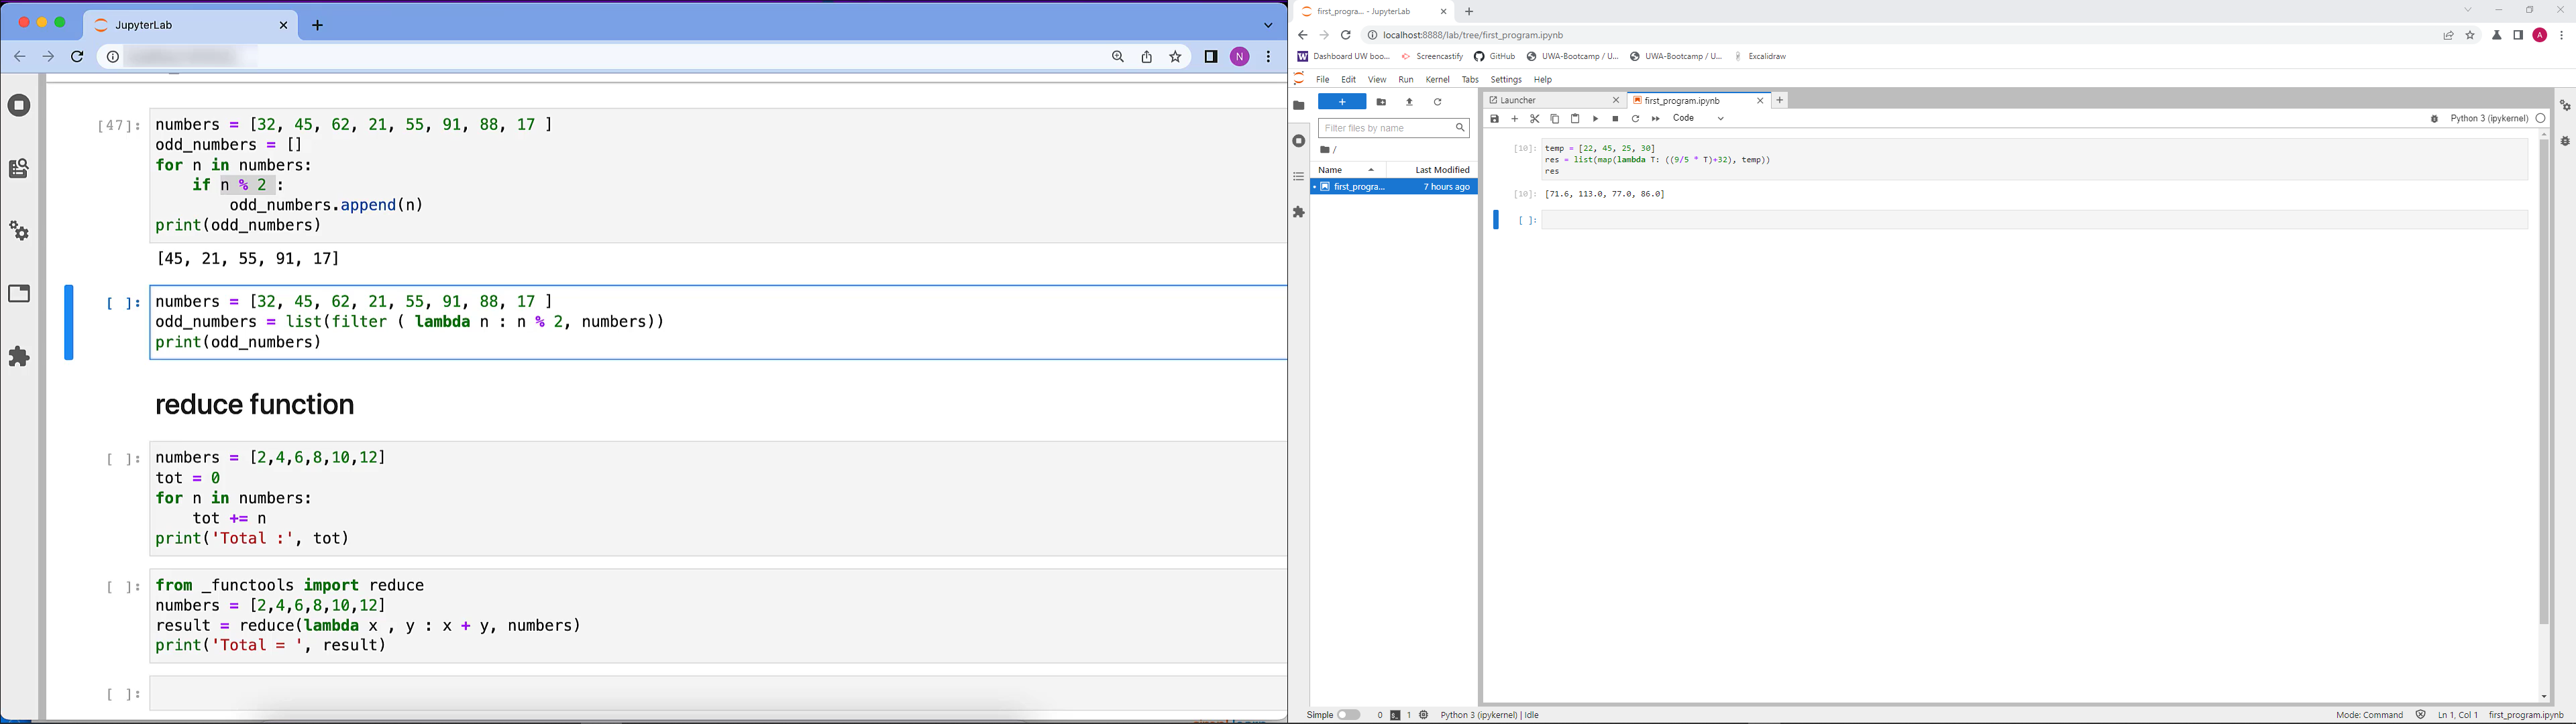 JupyterLab
N
[47]:
numbers = [32, 45, 62, 21, 55, 91, 88, 17 ]
odd_numbers = []
for n in numbers:
    if n % 2 :
        odd_numbers.append(n)
print(odd_numbers)
[45, 21, 55, 91, 17]
[ ]:
numbers = [32, 45, 62, 21, 55, 91, 88, 17 ]
odd_numbers = list(filter ( lambda n : n % 2, numbers))
print(odd_numbers)
reduce function
[ ]:
numbers = [2,4,6,8,10,12]
tot = 0
for n in numbers:
    tot += n
print('Total :', tot)
[ ]:
from _functools import reduce
numbers = [2,4,6,8,10,12]
result = reduce(lambda x , y : x + y, numbers)
print('Total = ', result)
[ ]:
first_progra... - JupyterLab
localhost:8888/lab/tree/first_program.ipynb
A
W Dashboard UW boo... Screencastify GitHub UWA-Bootcamp / U... UWA-Bootcamp / U... Excalidraw
File Edit View Run Kernel Tabs Settings Help
Launcher first_program.ipynb
Filter files by name
/
Name Last Modified
first_progra... 7 hours ago
Code Python 3 (ipykernel)
[10]:
temp = [22, 45, 25, 30]
res = list(map(lambda T: ((9/5 * T)+32), temp))
res
[10]: [71.6, 113.0, 77.0, 86.0]
[ ]:
Simple 0 1 Python 3 (ipykernel) | Idle Mode: Command Ln 1, Col 1 first_program.ipynb